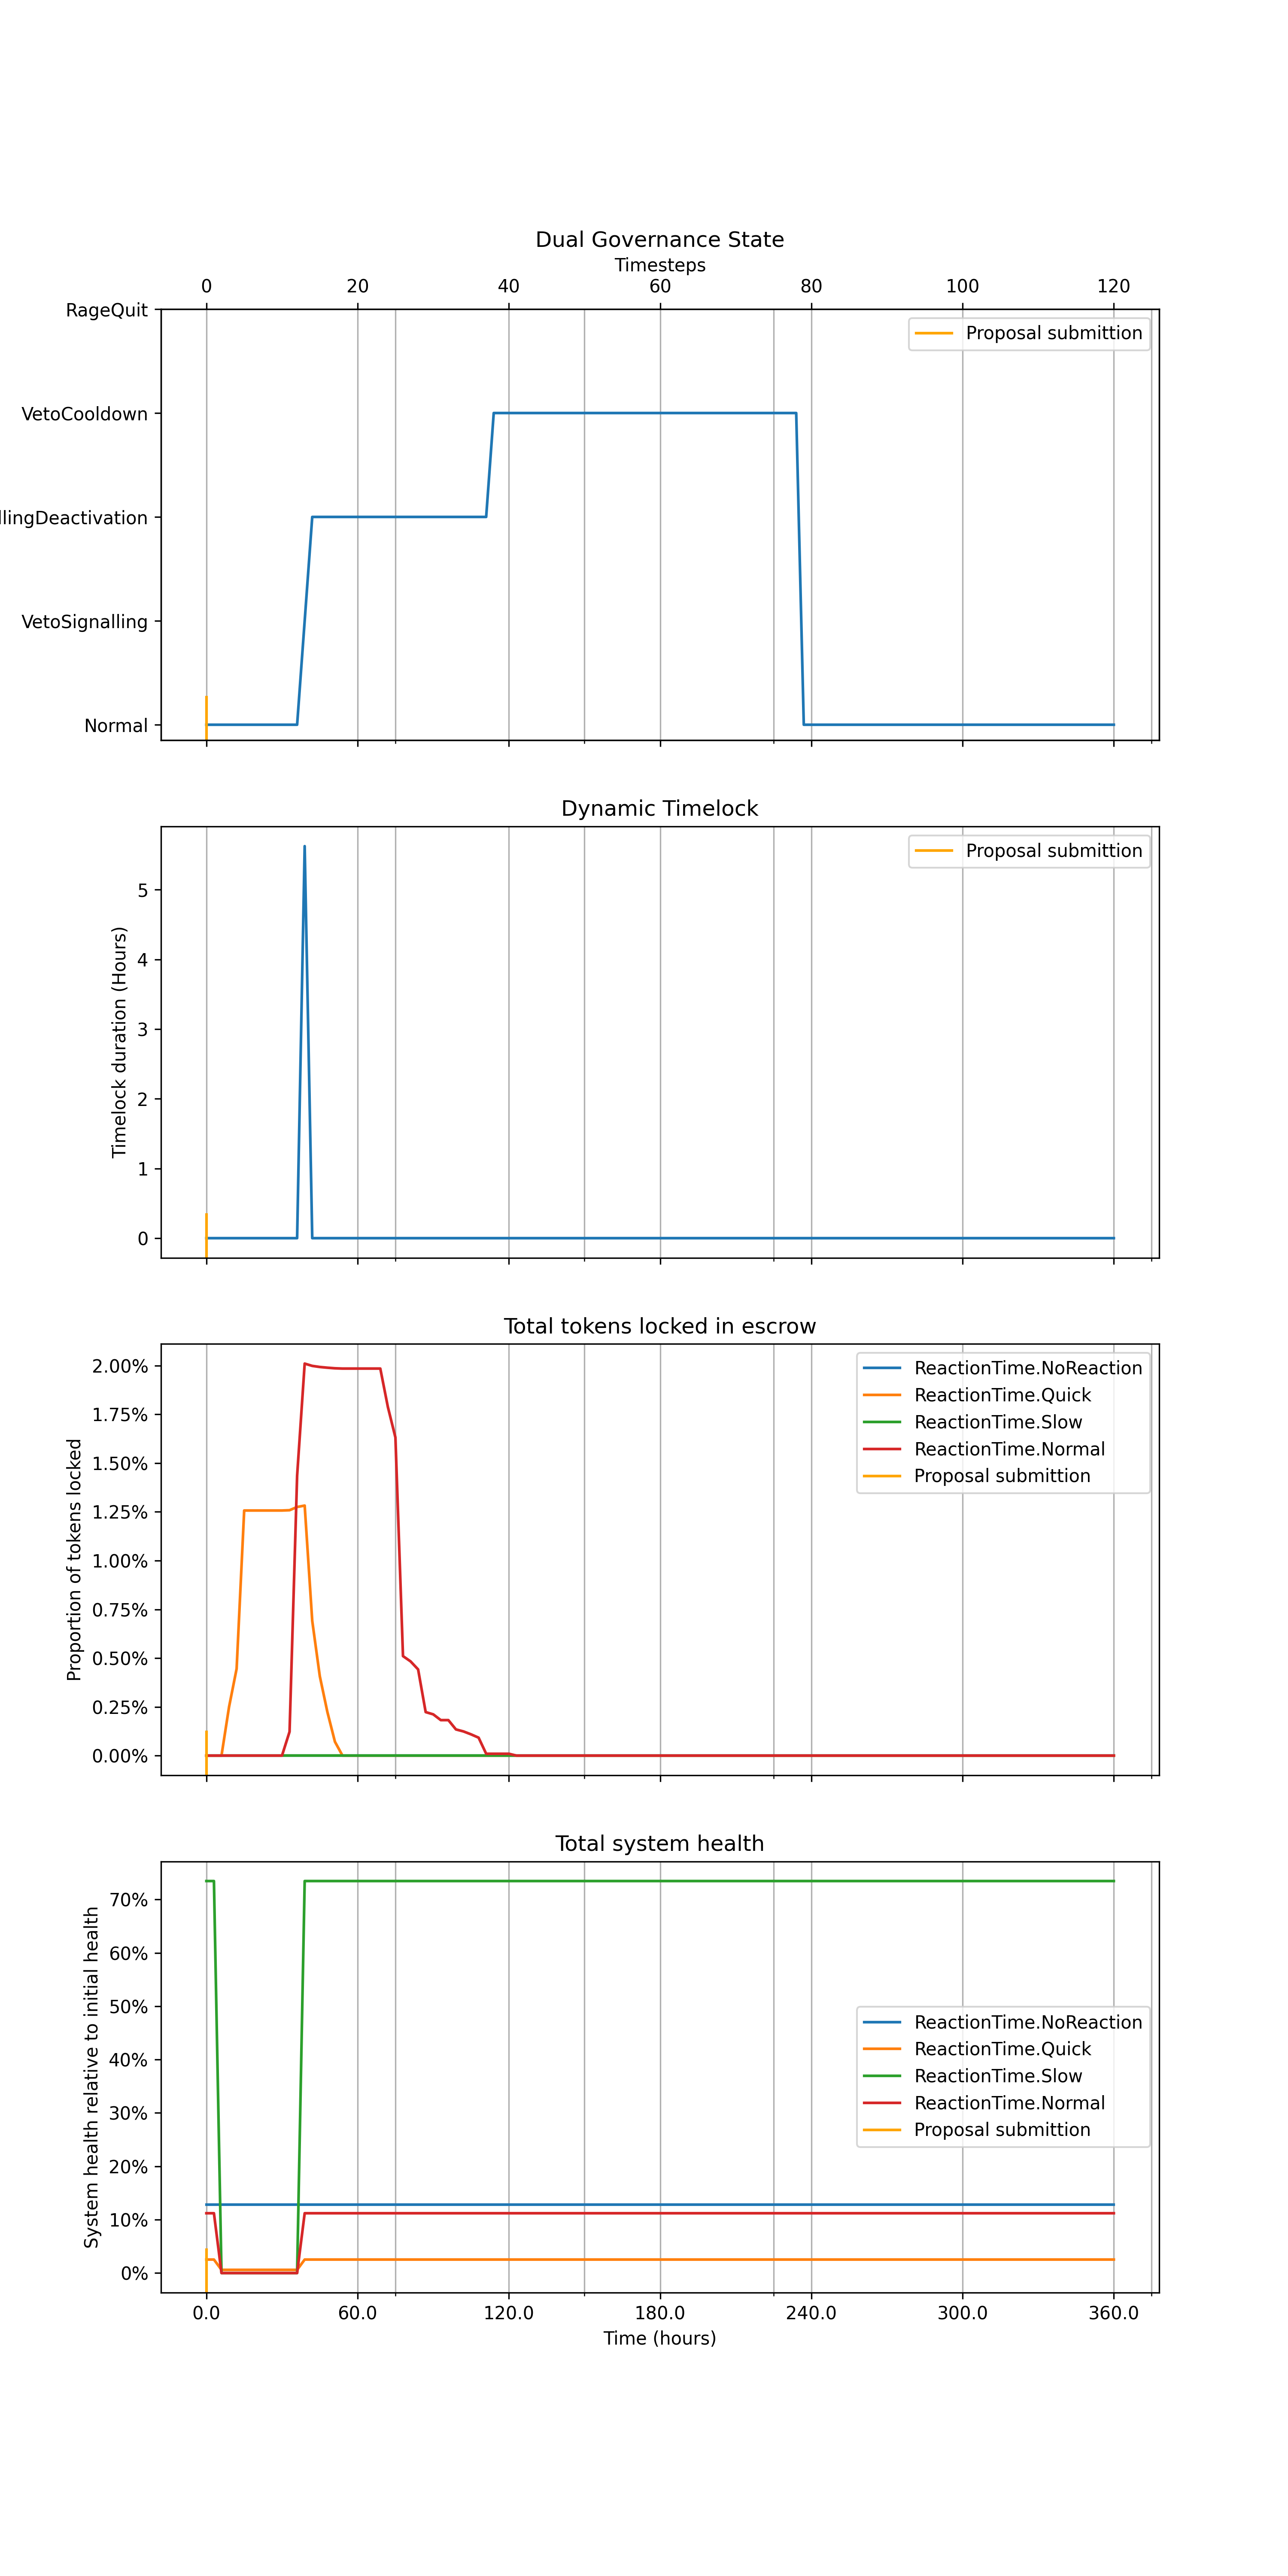 Dual Governance State
Timesteps
0 20 40 60 80 100 120
RageQuit
VetoCooldown
llingDeactivation
VetoSignalling
Normal
Proposal submittion
Dynamic Timelock
Timelock duration (Hours)
5
4
3
2
1
0
Proposal submittion
Total tokens locked in escrow
Proportion of tokens locked
2.00%
1.75%
1.50%
1.25%
1.00%
0.75%
0.50%
0.25%
0.00%
ReactionTime.NoReaction
ReactionTime.Quick
ReactionTime.Slow
ReactionTime.Normal
Proposal submittion
Total system health
System health relative to initial health
70%
60%
50%
40%
30%
20%
10%
0%
ReactionTime.NoReaction
ReactionTime.Quick
ReactionTime.Slow
ReactionTime.Normal
Proposal submittion
0.0 60.0 120.0 180.0 240.0 300.0 360.0
Time (hours)